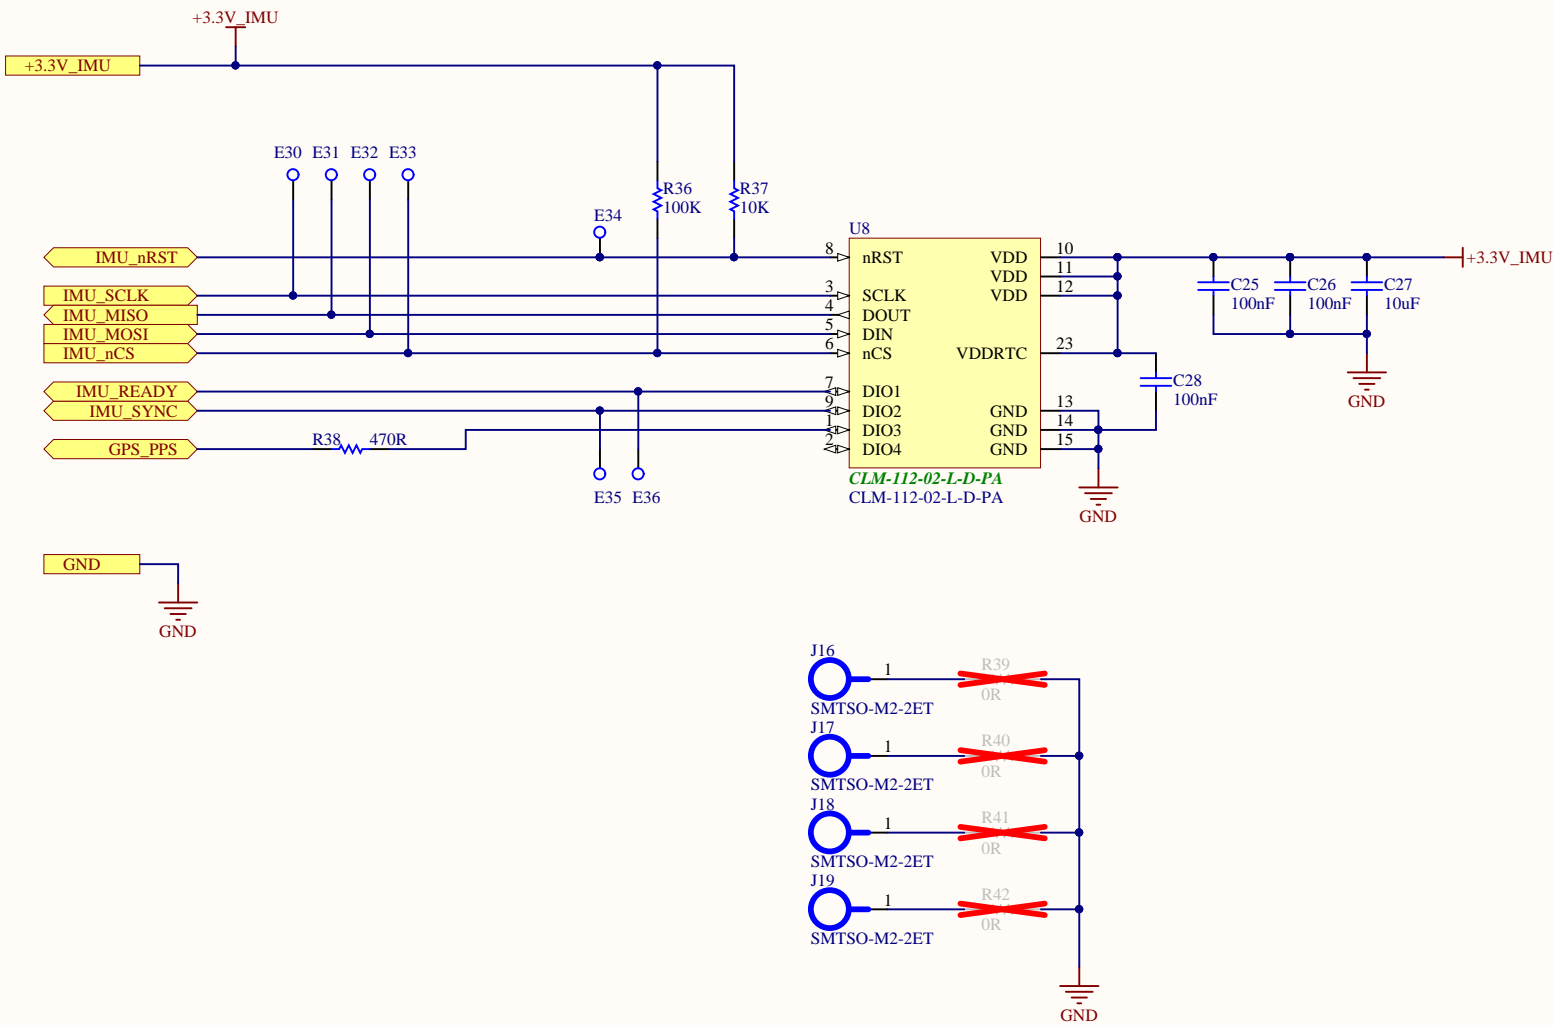 +3.3V_IMU
+3.3V_IMU
E30 E31 E32 E33
R36 100K
R37 10K
E34
U8
IMU_nRST 8 nRST VDD 10
VDD 11
IMU_SCLK 3 SCLK VDD 12
IMU_MISO 4 DOUT
IMU_MOSI 5 DIN
IMU_nCS 6 nCS VDDRTC 23
IMU_READY 7 DIO1
IMU_SYNC 9 DIO2 GND 13
1 DIO3 GND 14
GPS_PPS R38 470R 2 DIO4 GND 15
C25 100nF
C26 100nF
C27 10uF
+3.3V_IMU
GND
C28 100nF
CLM-112-02-L-D-PA
CLM-112-02-L-D-PA
E35 E36
GND
GND
GND
J16
1 R39
0R
SMTSO-M2-2ET
J17
1 R40
0R
SMTSO-M2-2ET
J18
1 R41
0R
SMTSO-M2-2ET
J19
1 R42
0R
SMTSO-M2-2ET
GND